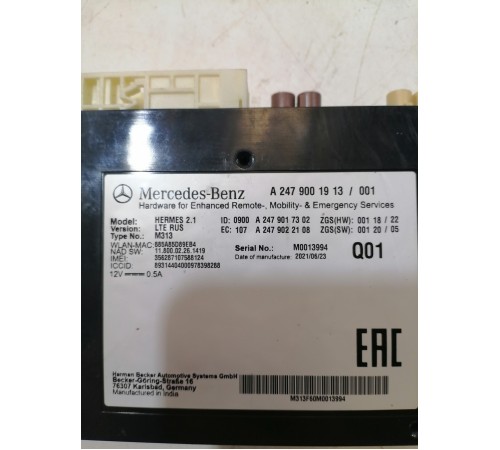 Mercedes-Benz A 247 900 19 13 / 001
Hardware for Enhanced Remote-, Mobility- & Emergency Services
Model: HERMES 2.1 ID: 0900 A 247 901 73 02 ZGS(HW): 001 18 / 22
Version: LTE RUS EC: 107 A 247 902 21 08 ZGS(SW): 001 20 / 05
Type No: M313
WLAN-MAC: 885A85D89EB4 Serial No.: M0013994 Q01
NAD SW: 11.800.02.26.1419 Date of manufacture: 2021/06/23
IMEI: 356287107588124
ICCID: 89314404000978398288
12V 0.5A
EAC
Harman Becker Automotive Systems GmbH
Becker-Göring-Straße 16
76307 Karlsbad, Germany
Manufactured in India
M313F60M0013994